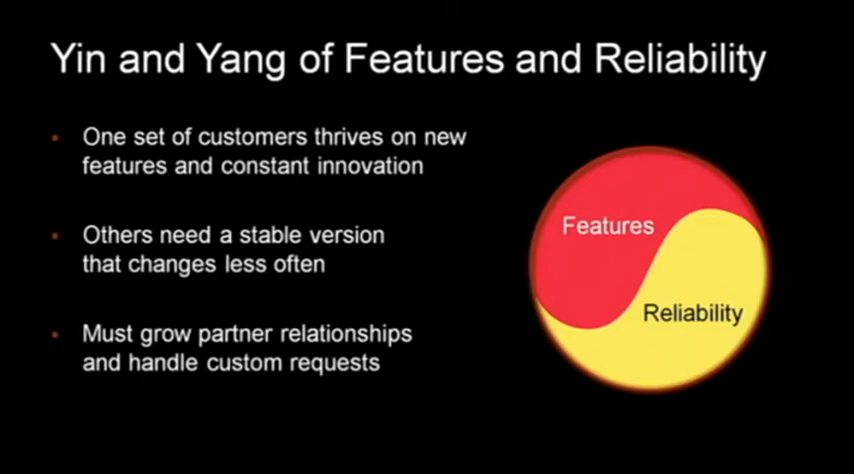 Yin and Yang of Features and Reliability
One set of customers thrives on new
features and constant innovation
Others need a stable version
that changes less often
Must grow partner relationships
and handle custom requests
Features
Reliability